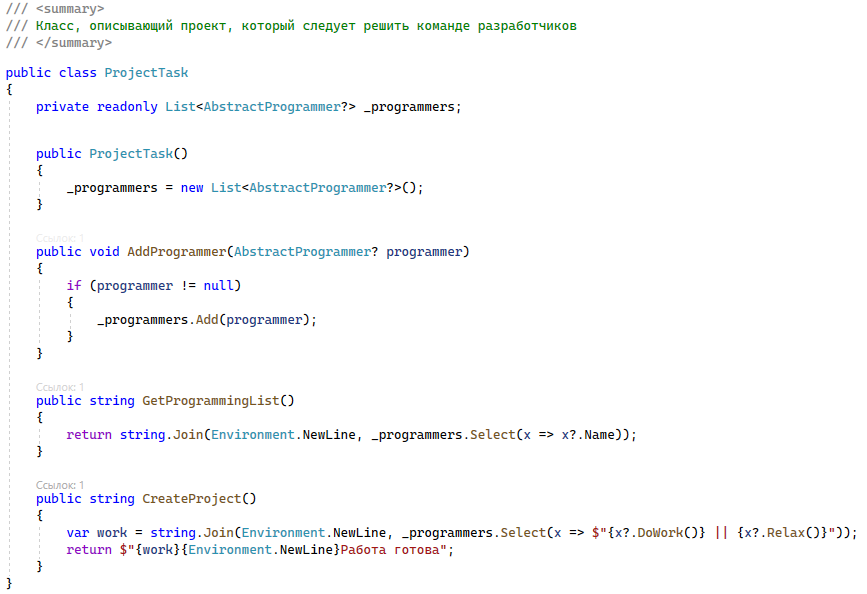 /// <summary>
/// Класс, описывающий проект, который следует решить команде разработчиков
/// </summary>
public class ProjectTask
{
    private readonly List<AbstractProgrammer?> _programmers;
    public ProjectTask()
    {
        _programmers = new List<AbstractProgrammer?>();
    }
    Ссылок: 1
    public void AddProgrammer(AbstractProgrammer? programmer)
    {
        if (programmer != null)
        {
            _programmers.Add(programmer);
        }
    }
    Ссылок: 1
    public string GetProgrammingList()
    {
        return string.Join(Environment.NewLine, _programmers.Select(x => x?.Name));
    }
    Ссылок: 1
    public string CreateProject()
    {
        var work = string.Join(Environment.NewLine, _programmers.Select(x => $"{x?.DoWork()} || {x?.Relax()}"));
        return $"{work}{Environment.NewLine}Работа готова";
    }
}